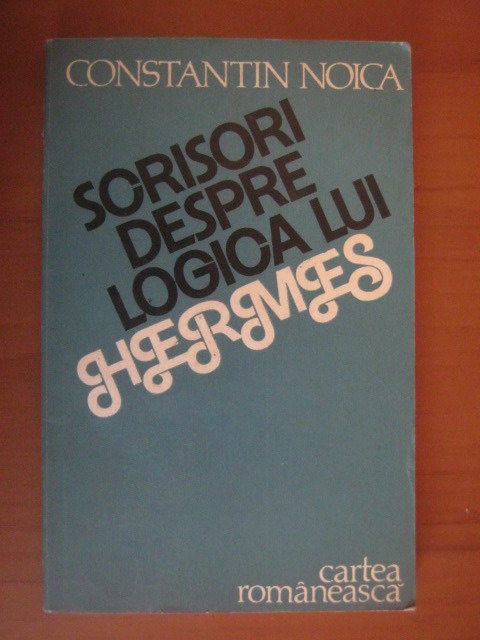 CONSTANTIN NOICA
SCRISORI
DESPRE
LOGICA LUI
HERMES
cartea
românească